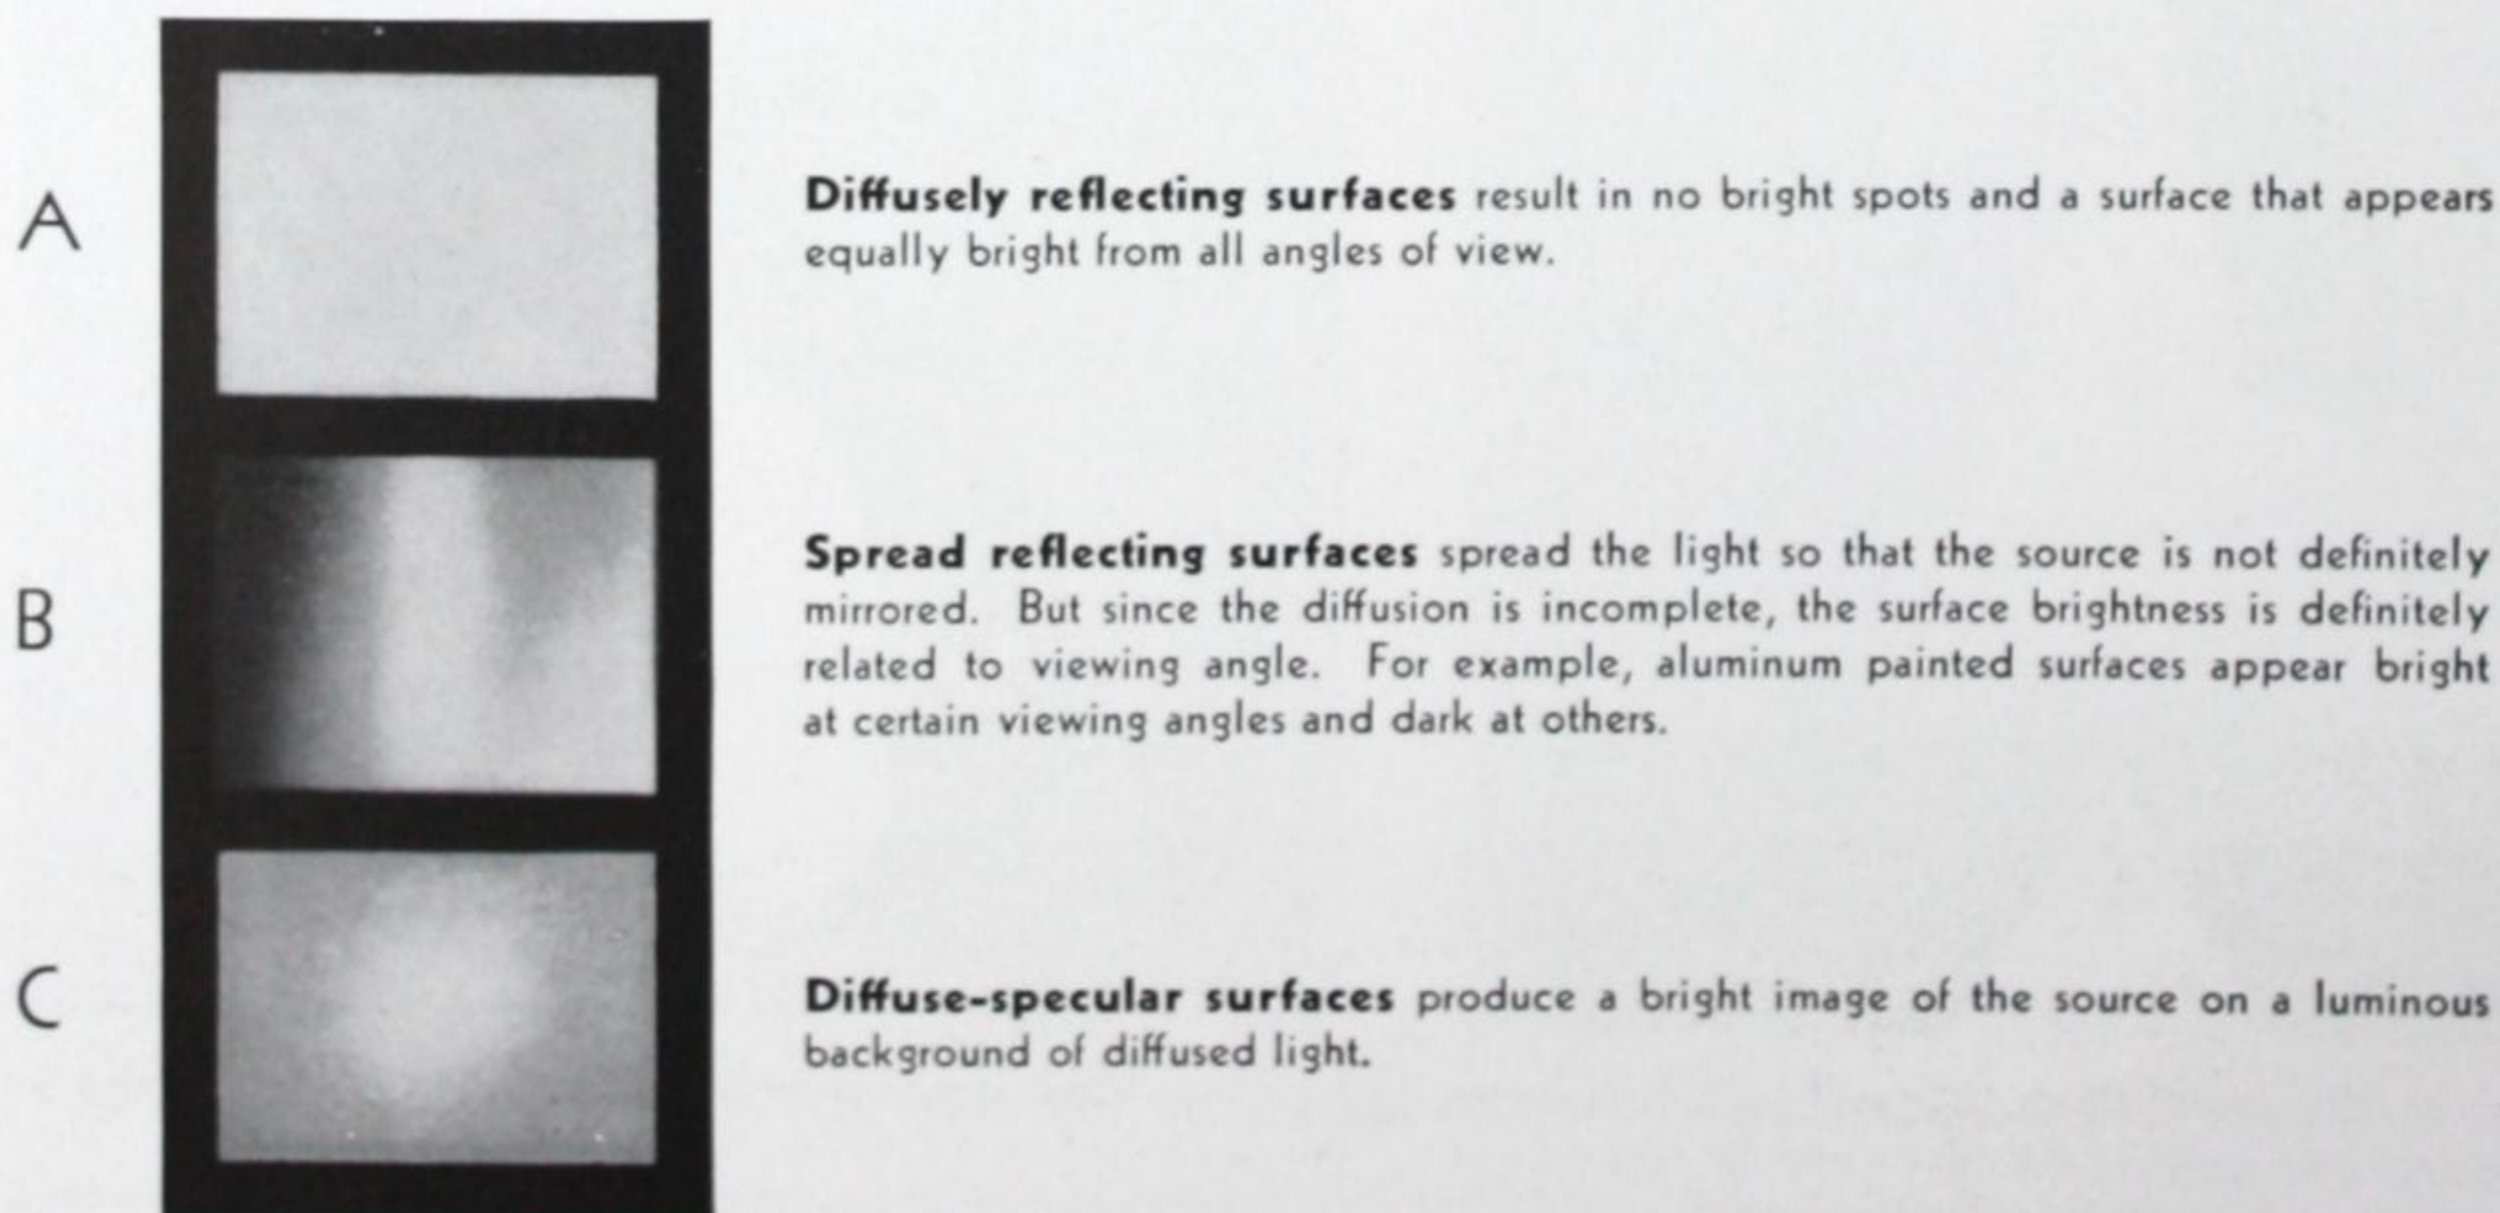 A
Diffusely reflecting surfaces result in no bright spots and a surface that appears
equally bright from all angles of view.
B
Spread reflecting surfaces spread the light so that the source is not definitely
mirrored. But since the diffusion is incomplete, the surface brightness is definitely
related to viewing angle. For example, aluminum painted surfaces appear bright
at certain viewing angles and dark at others.
C
Diffuse-specular surfaces produce a bright image of the source on a luminous
background of diffused light.